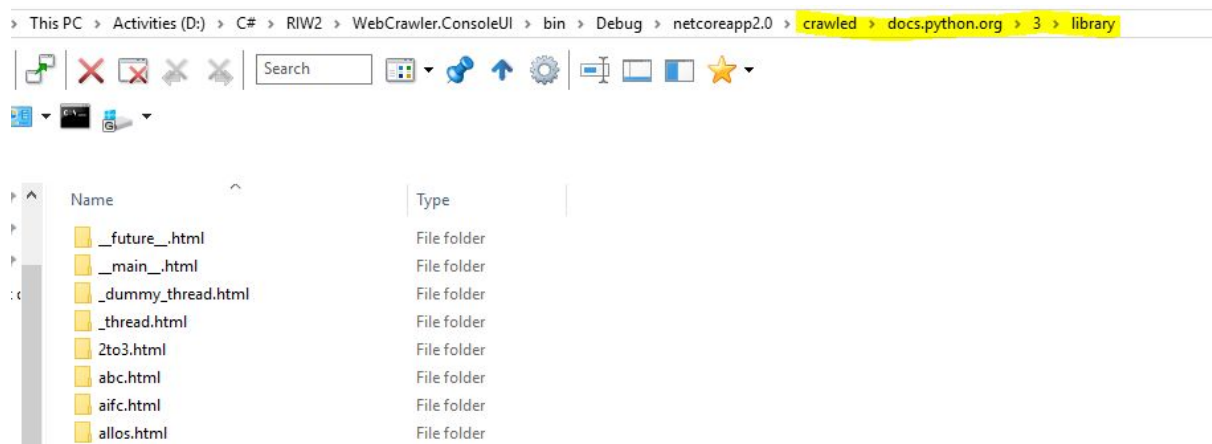 › This PC › Activities (D:) › C# › RIW2 › WebCrawler.ConsoleUI › bin › Debug › netcoreapp2.0 › crawled › docs.python.org › 3 › library
Search
Name Type
__future__.html File folder
__main__.html File folder
_dummy_thread.html File folder
_thread.html File folder
2to3.html File folder
abc.html File folder
aifc.html File folder
allos.html File folder